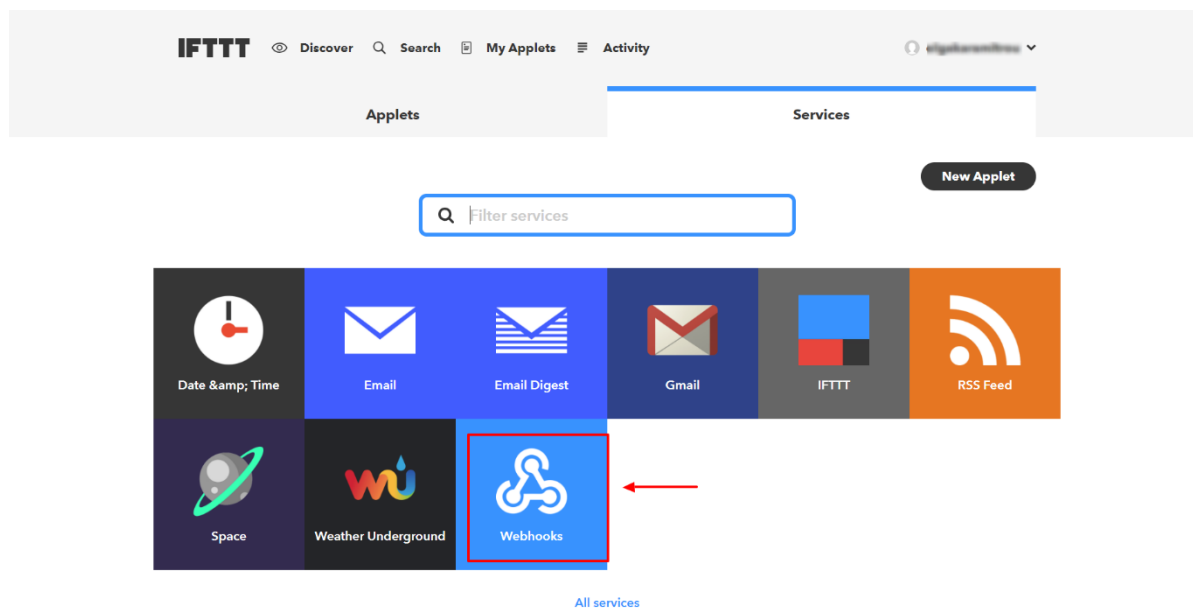 IFTTT Discover Search My Applets Activity
Applets Services
New Applet
Filter services
Date &amp; Time Email Email Digest Gmail IFTTT RSS Feed
Space Weather Underground Webhooks
All services